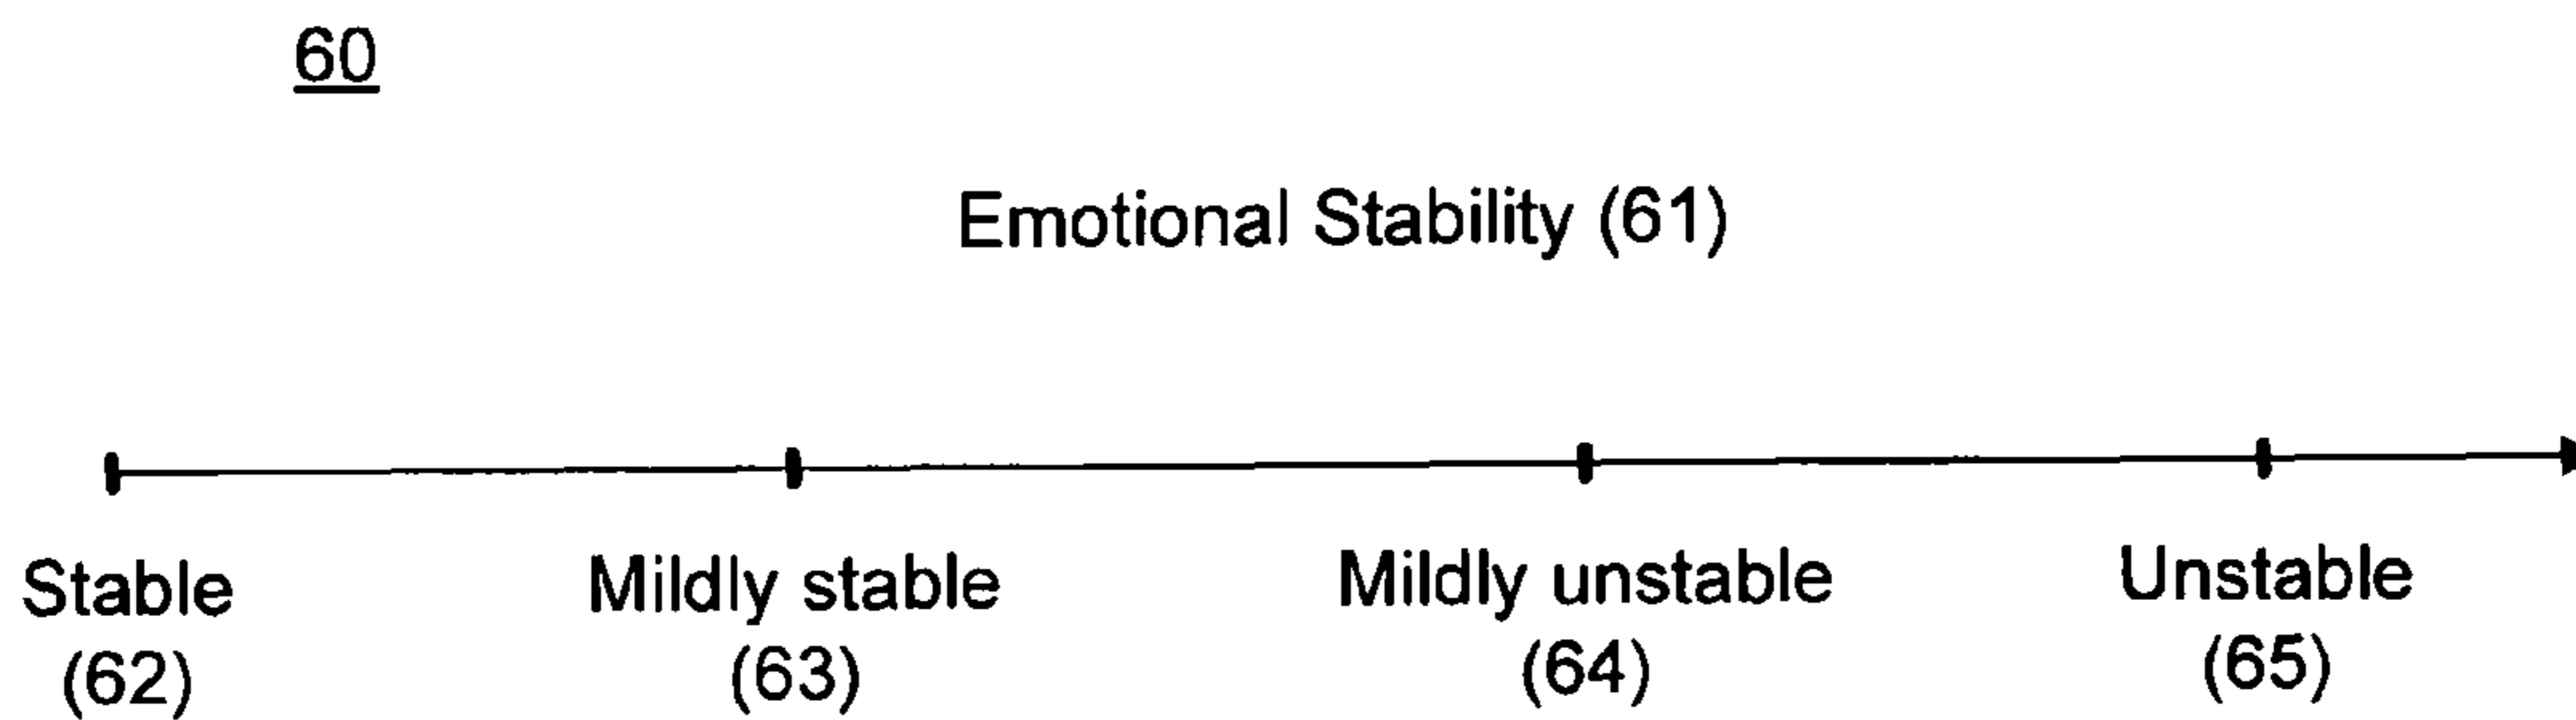 60
Emotional Stability (61)
Stable Mildly stable Mildly unstable Unstable
(62) (63) (64) (65)